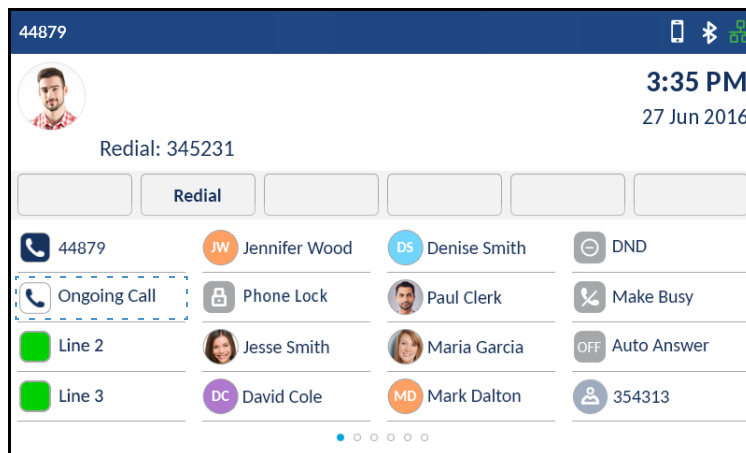 44879
3:35 PM
27 Jun 2016
Redial: 345231
Redial
44879 JW Jennifer Wood DS Denise Smith DND
Ongoing Call Phone Lock Paul Clerk Make Busy
Line 2 Jesse Smith Maria Garcia OFF Auto Answer
Line 3 DC David Cole MD Mark Dalton 354313